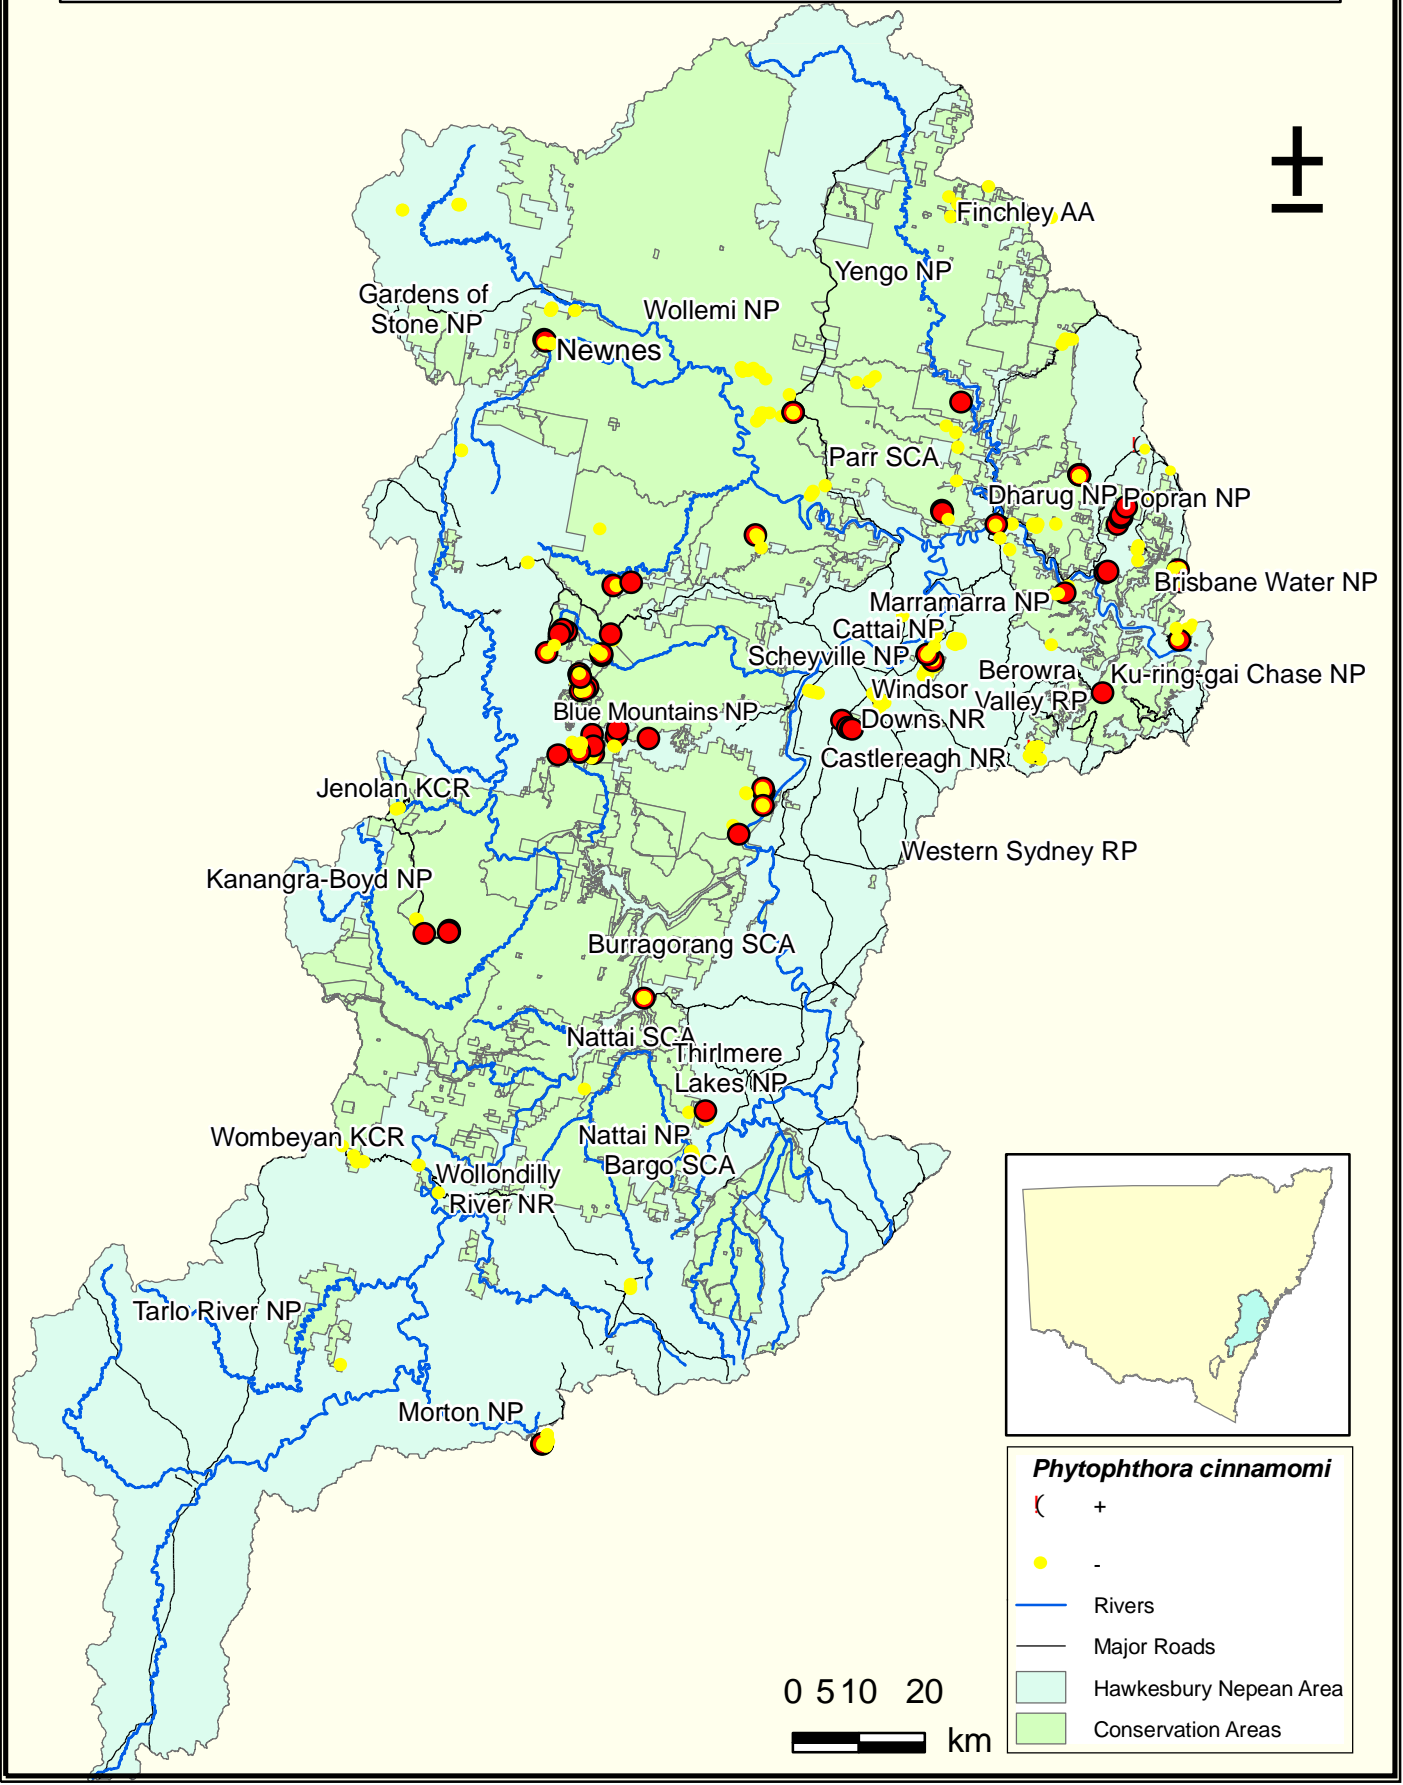 Finchley AA
Yengo NP
Gardens of
Stone NP
Wollemi NP
Newnes
Parr SCA
Dharug NP
Popran NP
Brisbane Water NP
Marramarra NP
Cattai NP
Scheyville NP
Berowra
Valley RP
Ku-ring-gai Chase NP
Windsor
Downs NR
Blue Mountains NP
Castlereagh NR
Jenolan KCR
Western Sydney RP
Kanangra-Boyd NP
Burragorang SCA
Nattai SCA
Thirlmere
Lakes NP
Nattai NP
Bargo SCA
Wombeyan KCR
Wollondilly
River NR
Tarlo River NP
Morton NP
Phytophthora cinnamomi
+
-
Rivers
Major Roads
Hawkesbury Nepean Area
Conservation Areas
0 5 10 20
km